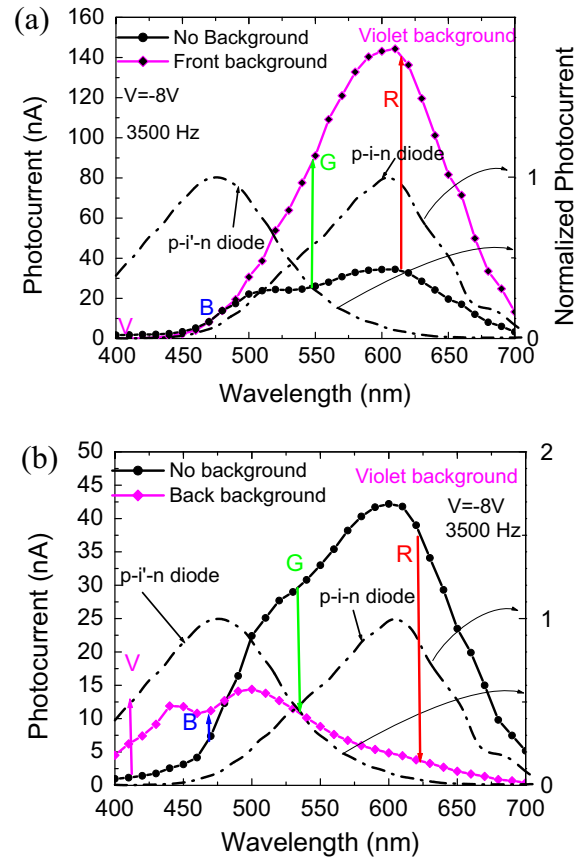 (a)
No Background
Front background
Violet background
V=-8V
3500 Hz
R
G
p-i-n diode
p-i'-n diode
B
V
160
140
120
100
80
60
40
20
0
Photocurrent (nA)
2
1
0
Normalized Photocurrent
400 450 500 550 600 650 700
Wavelength (nm)
(b)
No background
Back background
Violet background
V=-8V
3500 Hz
G
R
p-i'-n diode
p-i-n diode
V
B
50
45
40
35
30
25
20
15
10
5
0
Photocurrent (nA)
2
1
0
400 450 500 550 600 650 700
Wavelength (nm)